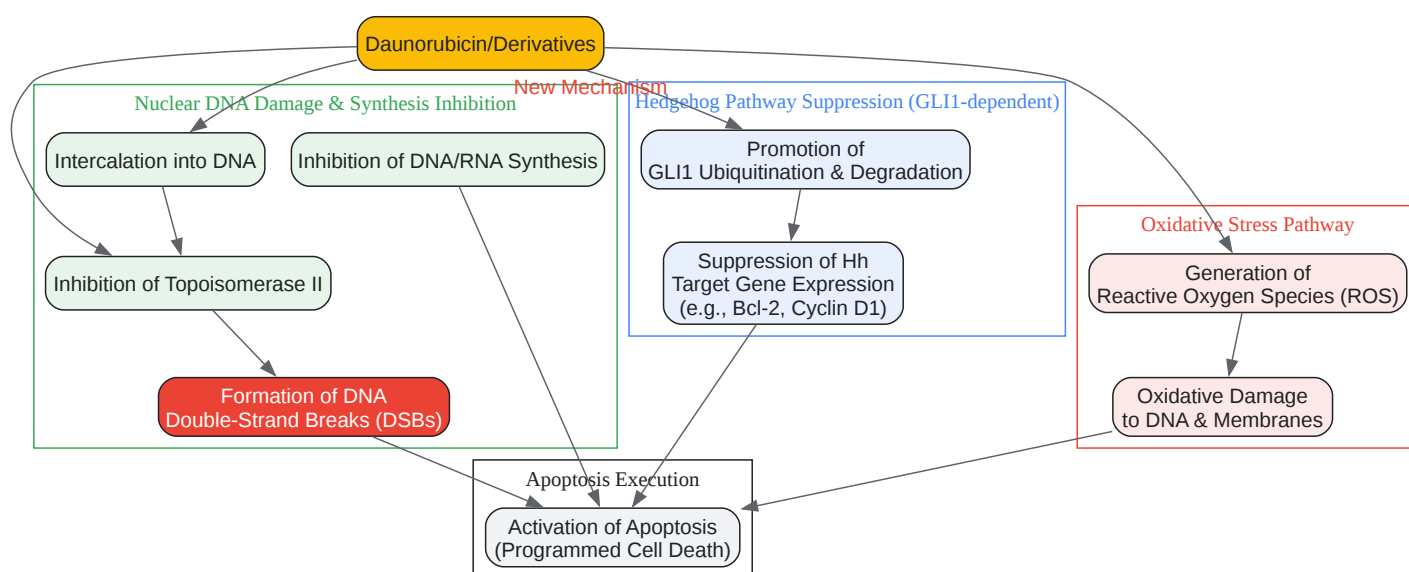 Daunorubicin/Derivatives
New Mechanism
Nuclear DNA Damage & Synthesis Inhibition
Intercalation into DNA
Inhibition of DNA/RNA Synthesis
Inhibition of Topoisomerase II
Formation of DNA
Double-Strand Breaks (DSBs)
Hedgehog Pathway Suppression (GLI1-dependent)
Promotion of
GLI1 Ubiquitination & Degradation
Suppression of Hh
Target Gene Expression
(e.g., Bcl-2, Cyclin D1)
Oxidative Stress Pathway
Generation of
Reactive Oxygen Species (ROS)
Oxidative Damage
to DNA & Membranes
Apoptosis Execution
Activation of Apoptosis
(Programmed Cell Death)